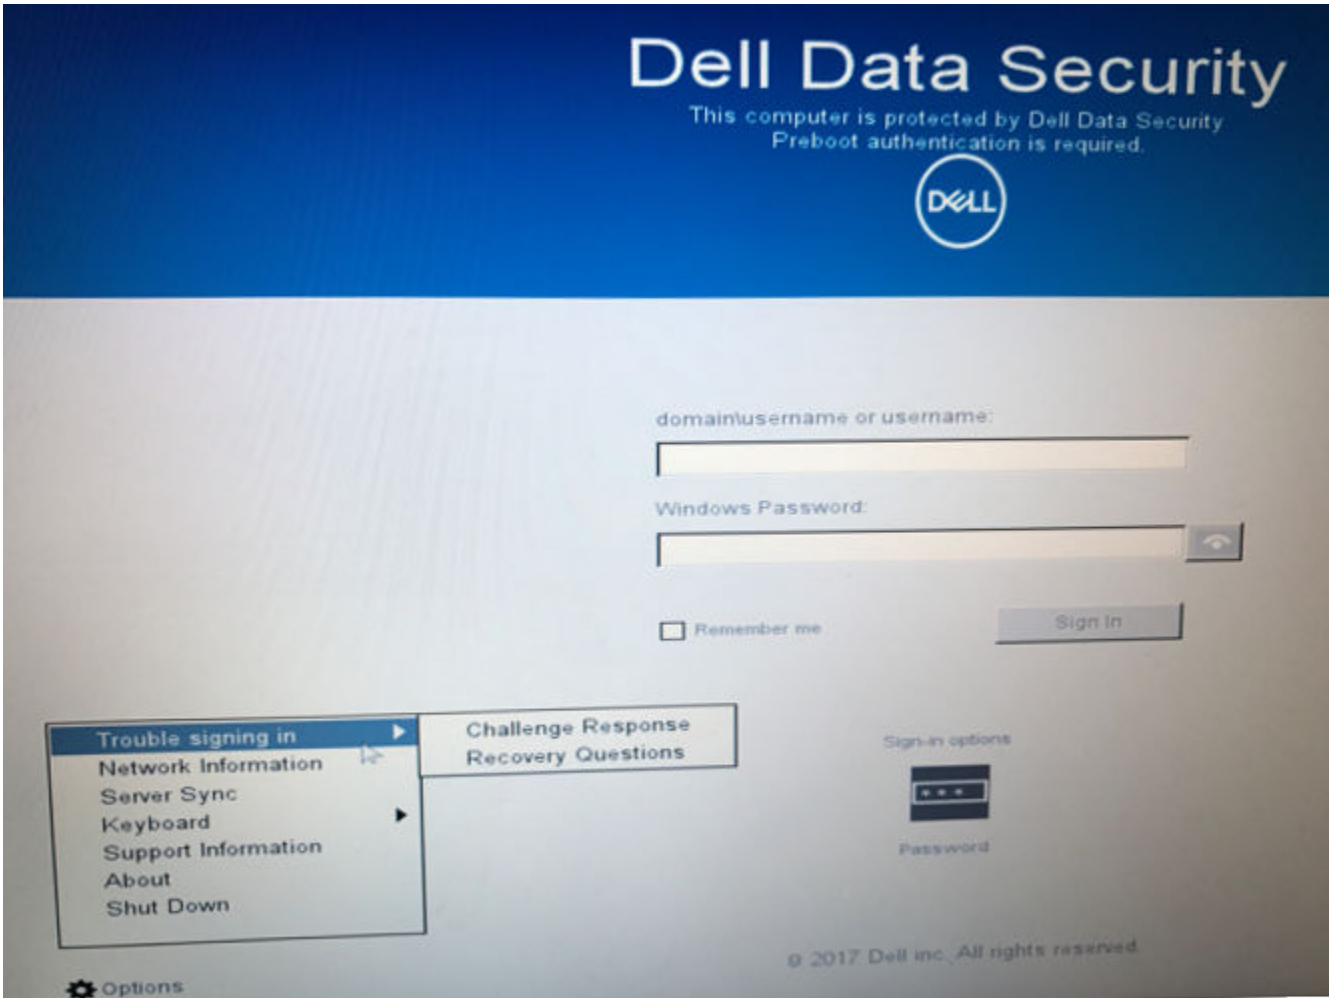 Dell Data Security
This computer is protected by Dell Data Security
Preboot authentication is required.
DELL
domain\username or username:
Windows Password:
Remember me
Sign In
Trouble signing in
Challenge Response
Recovery Questions
Network Information
Server Sync
Keyboard
Support Information
About
Shut Down
Sign-in options
Password
Options
© 2017 Dell inc. All rights reserved.